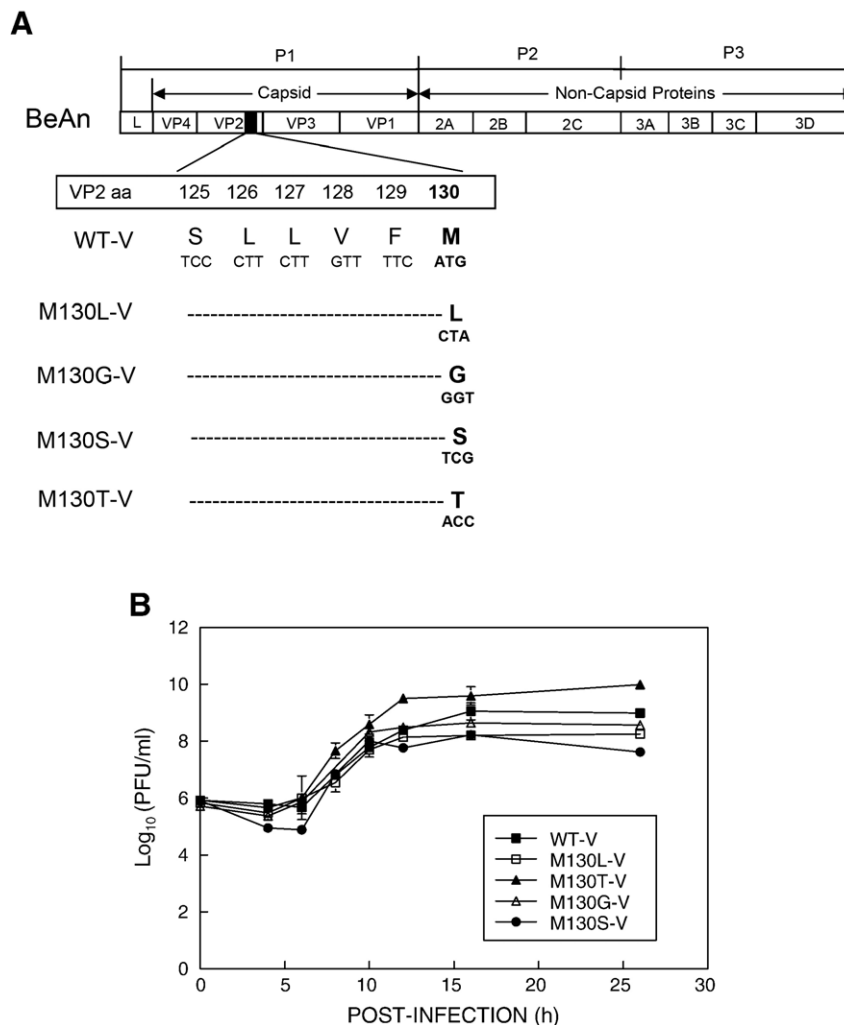 A
P1 P2 P3
Capsid Non-Capsid Proteins
BeAn L VP4 VP2 VP3 VP1 2A 2B 2C 3A 3B 3C 3D
VP2 aa 125 126 127 128 129 130
WT-V S L L V F M
TCC CTT CTT GTT TTC ATG
M130L-V L
CTA
M130G-V G
GGT
M130S-V S
TCG
M130T-V T
ACC
B
12
10
8
6
4
2
0
Log10 (PFU/ml)
WT-V
M130L-V
M130T-V
M130G-V
M130S-V
0 5 10 15 20 25 30
POST-INFECTION (h)